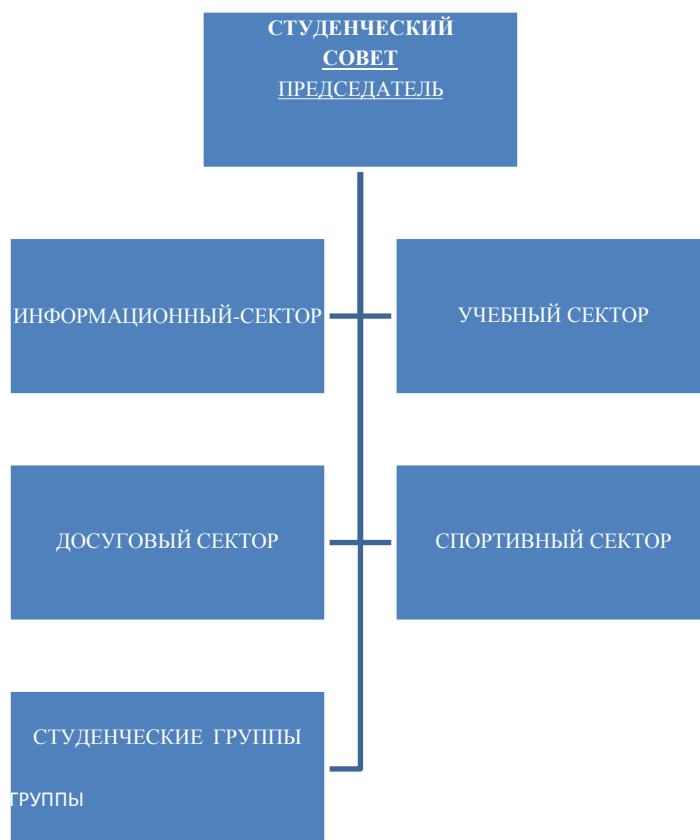 СТУДЕНЧЕСКИЙ
СОВЕТ
ПРЕДСЕДАТЕЛЬ
ИНФОРМАЦИОННЫЙ-СЕКТОР
УЧЕБНЫЙ СЕКТОР
ДОСУГОВЫЙ СЕКТОР
СПОРТИВНЫЙ СЕКТОР
СТУДЕНЧЕСКИЕ ГРУППЫ
ГРУППЫ